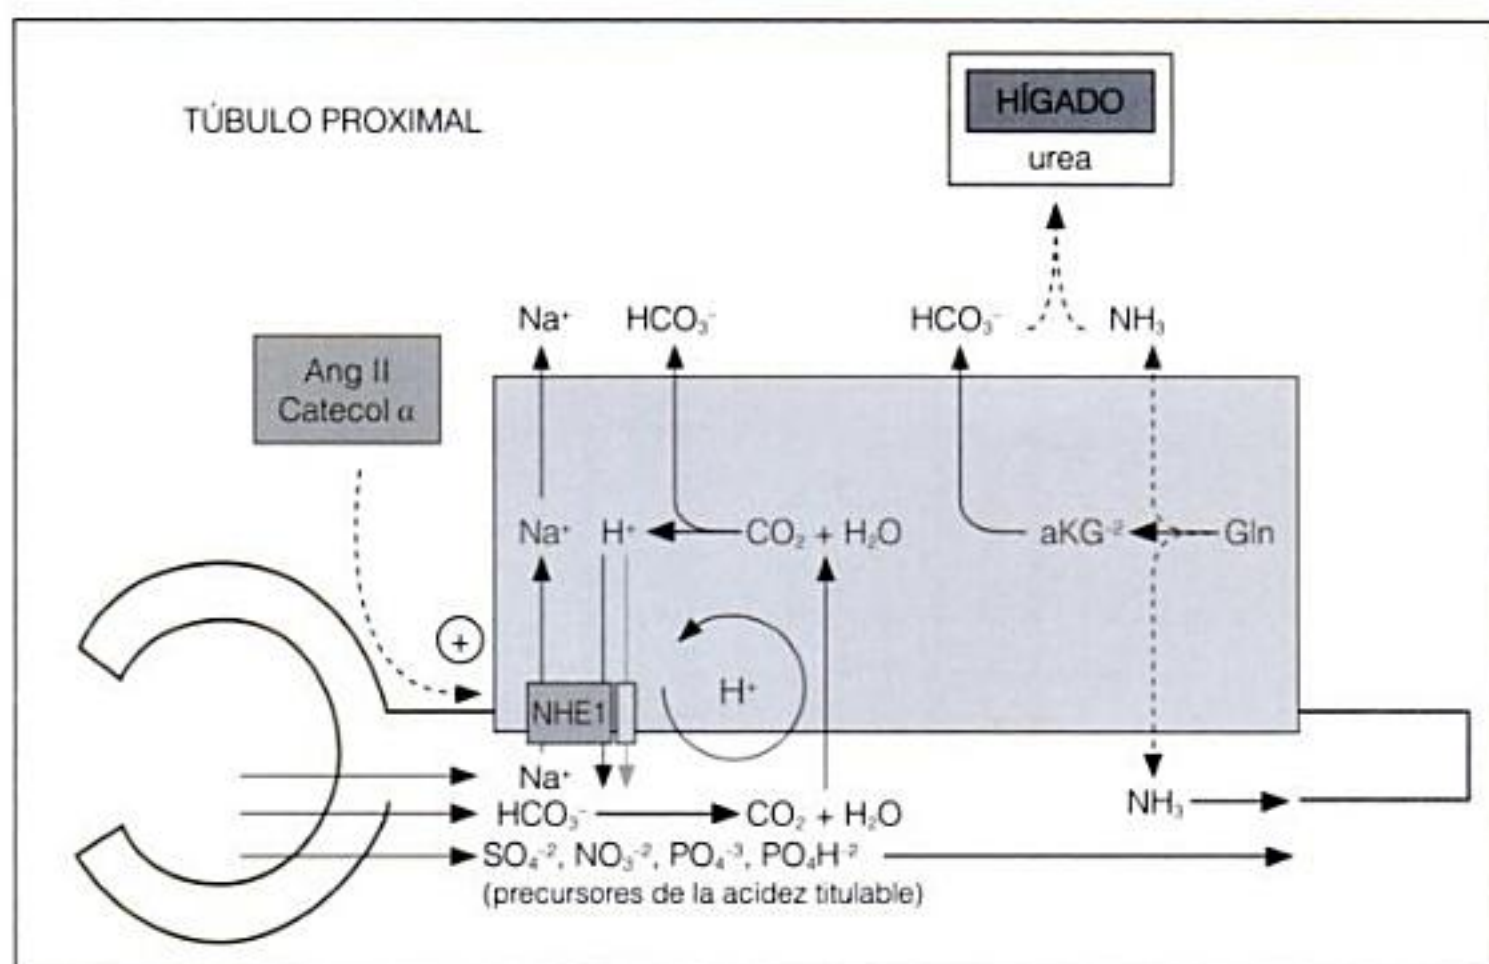 TÚBULO PROXIMAL
HÍGADO
urea
Na⁺ HCO₃⁻ HCO₃⁻ NH₃
Ang II
Catecol α
Na⁺ H⁺ CO₂ + H₂O aKG⁻² Gln
+
H⁺
NHE1
Na⁺
HCO₃⁻ CO₂ + H₂O NH₃
SO₄⁻², NO₃⁻², PO₄⁻³, PO₄H⁻²
(precursores de la acidez titulable)